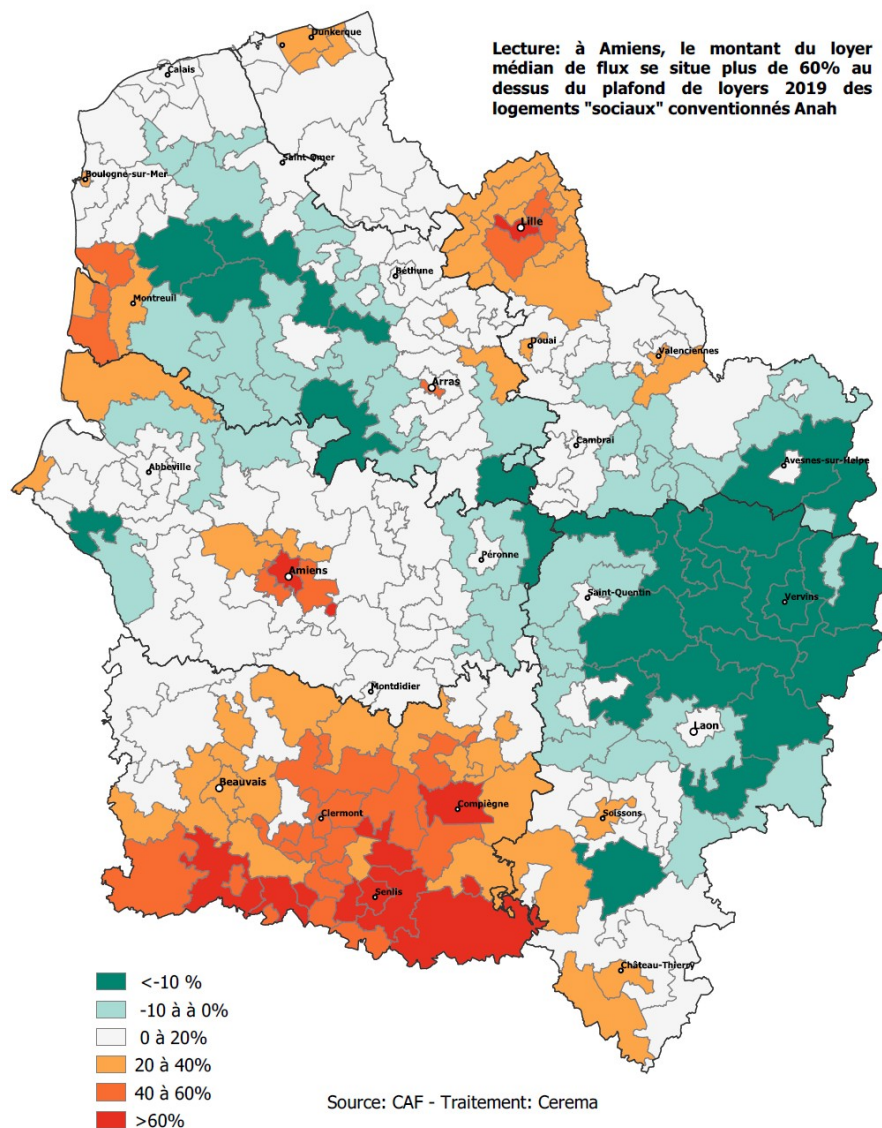 Dunkerque
Calais
Lecture: à Amiens, le montant du loyer
médian de flux se situe plus de 60% au
dessus du plafond de loyers 2019 des
logements "sociaux" conventionnés Anah
Saint-Omer
Boulogne-sur-Mer
Lille
Béthune
Montreuil
Douai
Valenciennes
Arras
Cambrai
Avesnes-sur-Helpe
Abbeville
Péronne
Amiens
Saint-Quentin
Vervins
Montdidier
Laon
Beauvais
Compiègne
Clermont
Soissons
Senlis
Château-Thierry
<-10 %
-10 à à 0%
0 à 20%
20 à 40%
40 à 60%
>60%
Source: CAF - Traitement: Cerema